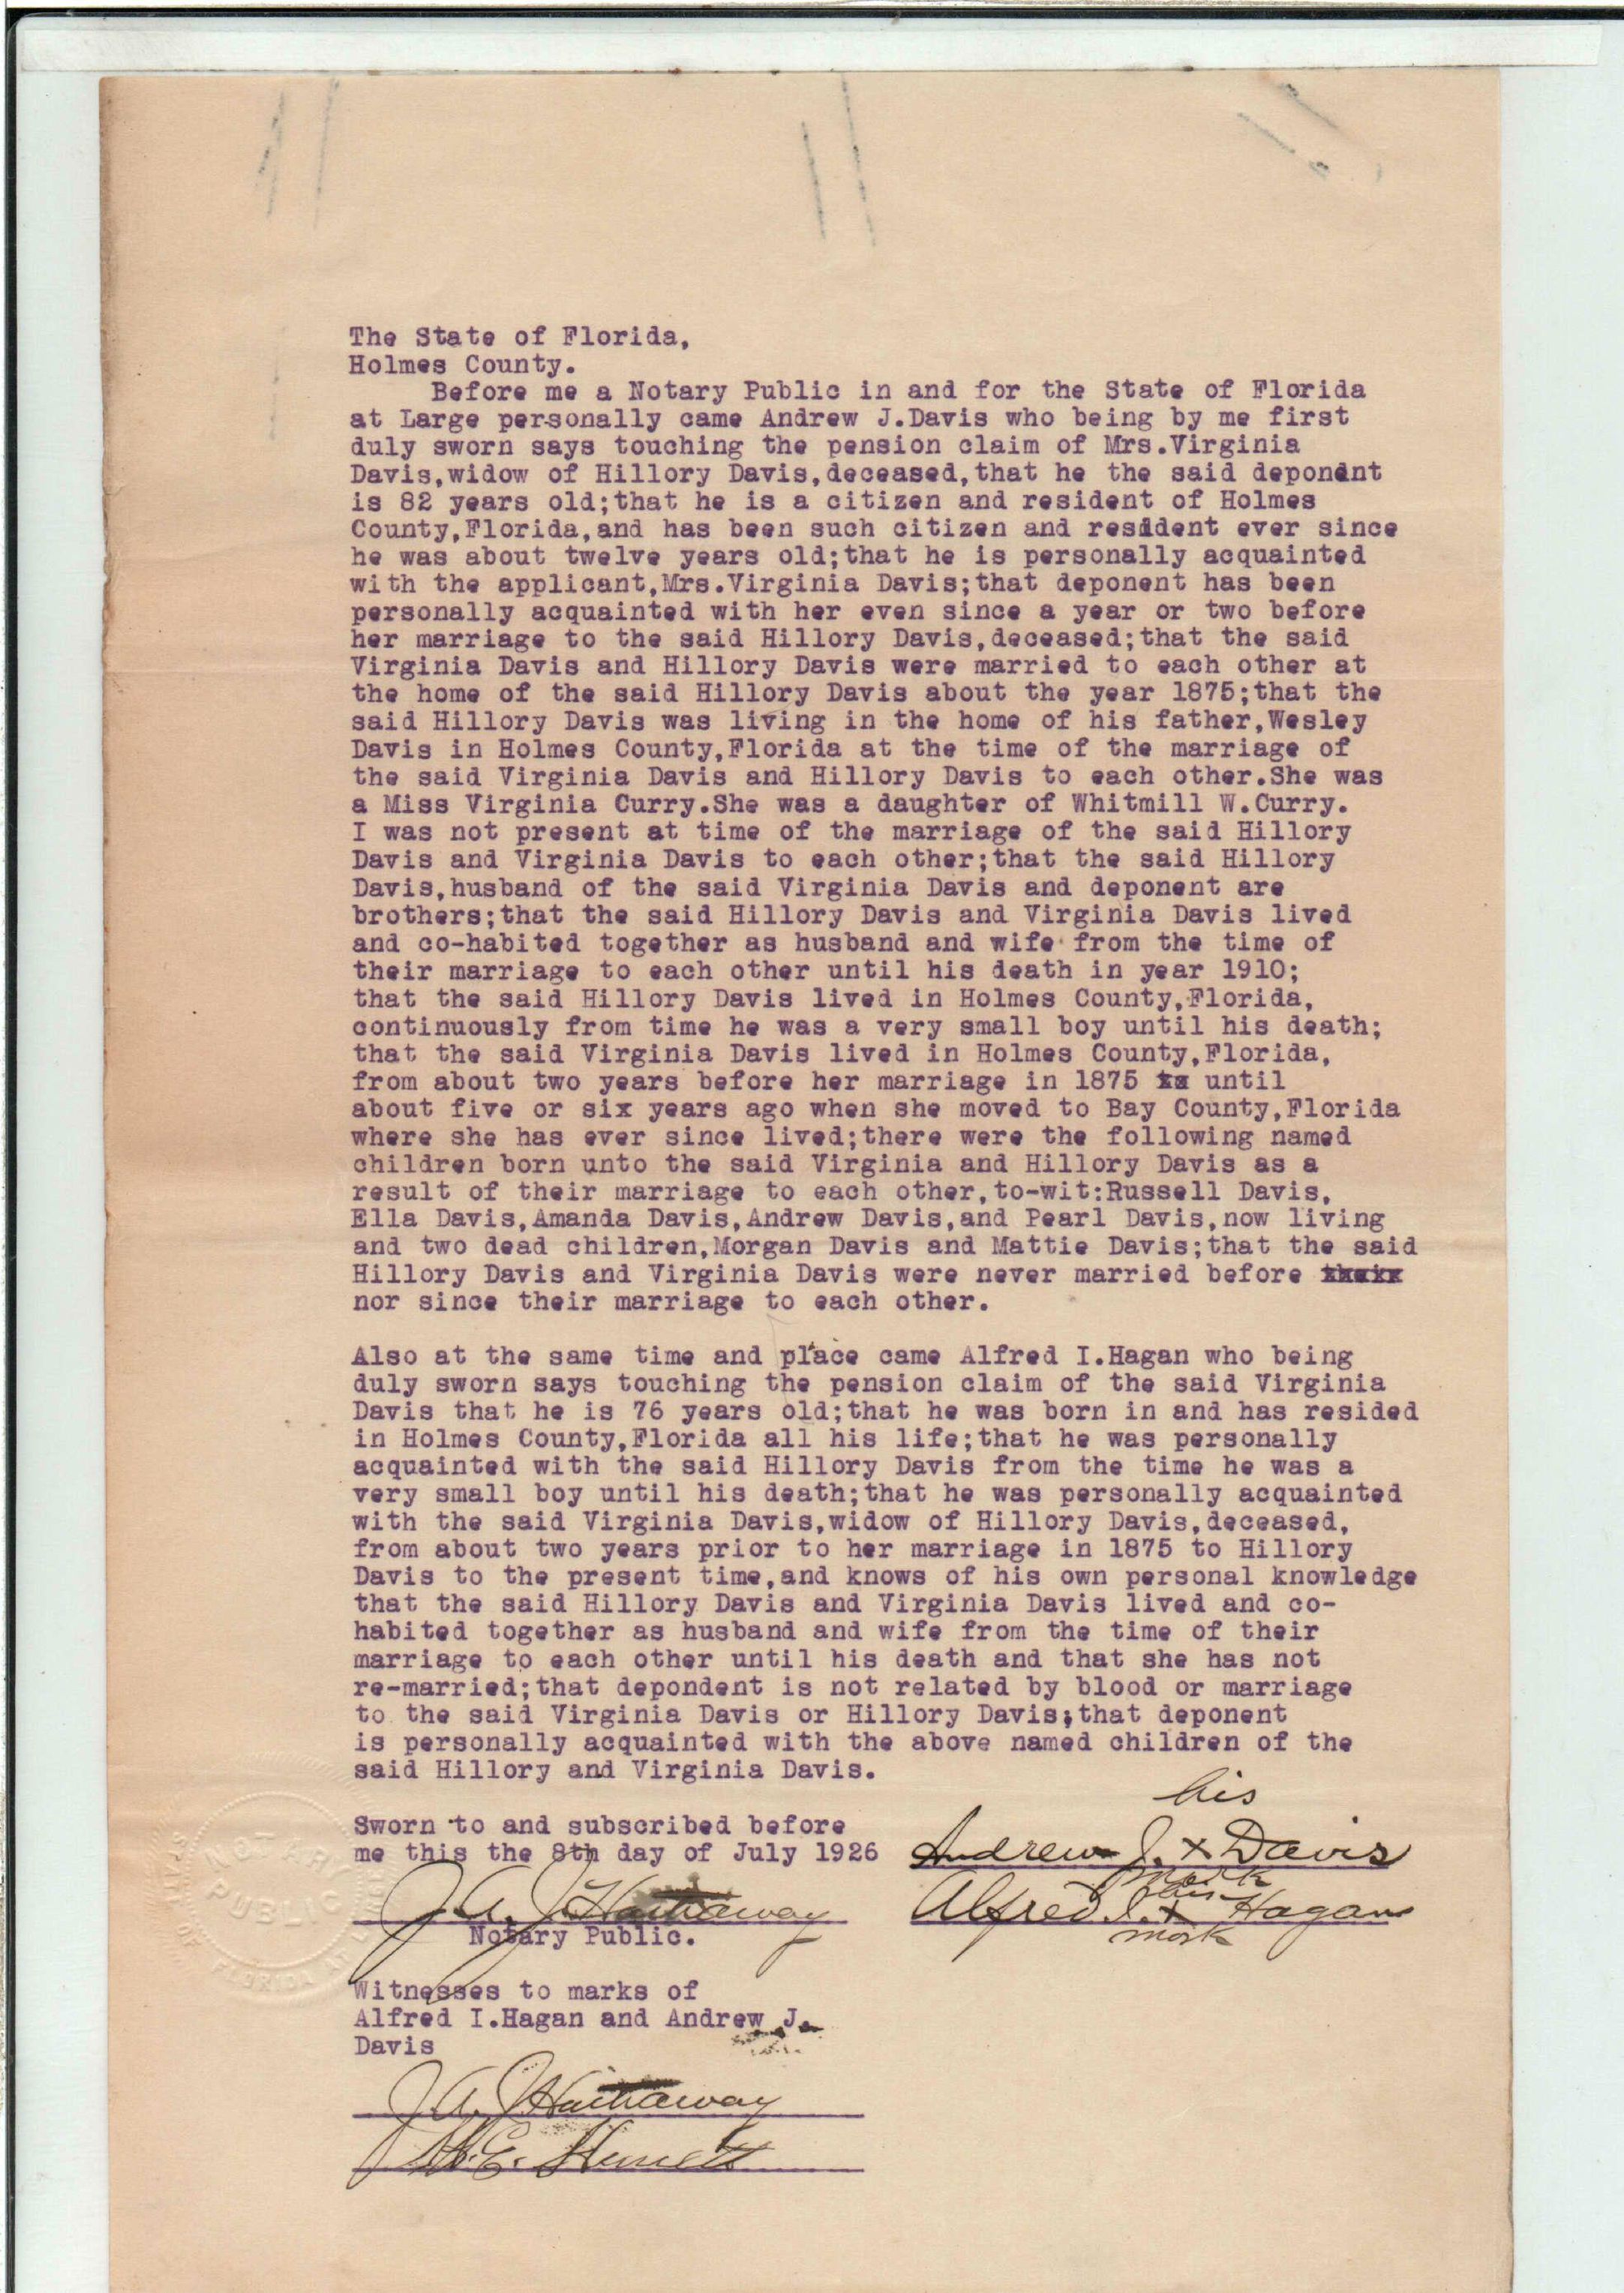 The State of Florida,
Holmes County.
Before me a Notary Public in and for the State of Florida
at Large personally came Andrew J.Davis who being by me first
duly sworn says touching the pension claim of Mrs.Virginia
Davis,widow of Hillory Davis,deceased,that he the said deponent
is 82 years old;that he is a citizen and resident of Holmes
County,Florida,and has been such citizen and resident ever since
he was about twelve years old;that he is personally acquainted
with the applicant,Mrs.Virginia Davis;that deponent has been
personally acquainted with her even since a year or two before
her marriage to the said Hillory Davis,deceased;that the said
Virginia Davis and Hillory Davis were married to each other at
the home of the said Hillory Davis about the year 1875;that the
said Hillory Davis was living in the home of his father,Wesley
Davis in Holmes County,Florida at the time of the marriage of
the said Virginia Davis and Hillory Davis to each other.She was
a Miss Virginia Curry.She was a daughter of Whitmill W.Curry.
I was not present at time of the marriage of the said Hillory
Davis and Virginia Davis to each other;that the said Hillory
Davis,husband of the said Virginia Davis and deponent are
brothers;that the said Hillory Davis and Virginia Davis lived
and co-habited together as husband and wife from the time of
their marriage to each other until his death in year 1910;
that the said Hillory Davis lived in Holmes County,Florida,
continuously from time he was a very small boy until his death;
that the said Virginia Davis lived in Holmes County,Florida,
from about two years before her marriage in 1875 until
about five or six years ago when she moved to Bay County,Florida
where she has ever since lived;there were the following named
children born unto the said Virginia and Hillory Davis as a
result of their marriage to each other,to-wit:Russell Davis,
Ella Davis,Amanda Davis,Andrew Davis,and Pearl Davis,now living
and two dead children,Morgan Davis and Mattie Davis;that the said
Hillory Davis and Virginia Davis were never married before
nor since their marriage to each other.
Also at the same time and place came Alfred I.Hagan who being
duly sworn says touching the pension claim of the said Virginia
Davis that he is 76 years old;that he was born in and has resided
in Holmes County,Florida all his life;that he was personally
acquainted with the said Hillory Davis from the time he was a
very small boy until his death;that he was personally acquainted
with the said Virginia Davis,widow of Hillory Davis,deceased,
from about two years prior to her marriage in 1875 to Hillory
Davis to the present time,and knows of his own personal knowledge
that the said Hillory Davis and Virginia Davis lived and co-
habited together as husband and wife from the time of their
marriage to each other until his death and that she has not
re-married;that depondent is not related by blood or marriage
to the said Virginia Davis or Hillory Davis;that deponent
is personally acquainted with the above named children of the
said Hillory and Virginia Davis.
Sworn to and subscribed before
me this the 8th day of July 1926
his
Andrew J. x Davis
mark
his
Alfred I. x Hagan
mark
J. A. J. Hathaway
Notary Public.
NOTARY PUBLIC
STATE OF FLORIDA AT LARGE
Witnesses to marks of
Alfred I.Hagan and Andrew J.
Davis
J. A. J. Hathaway